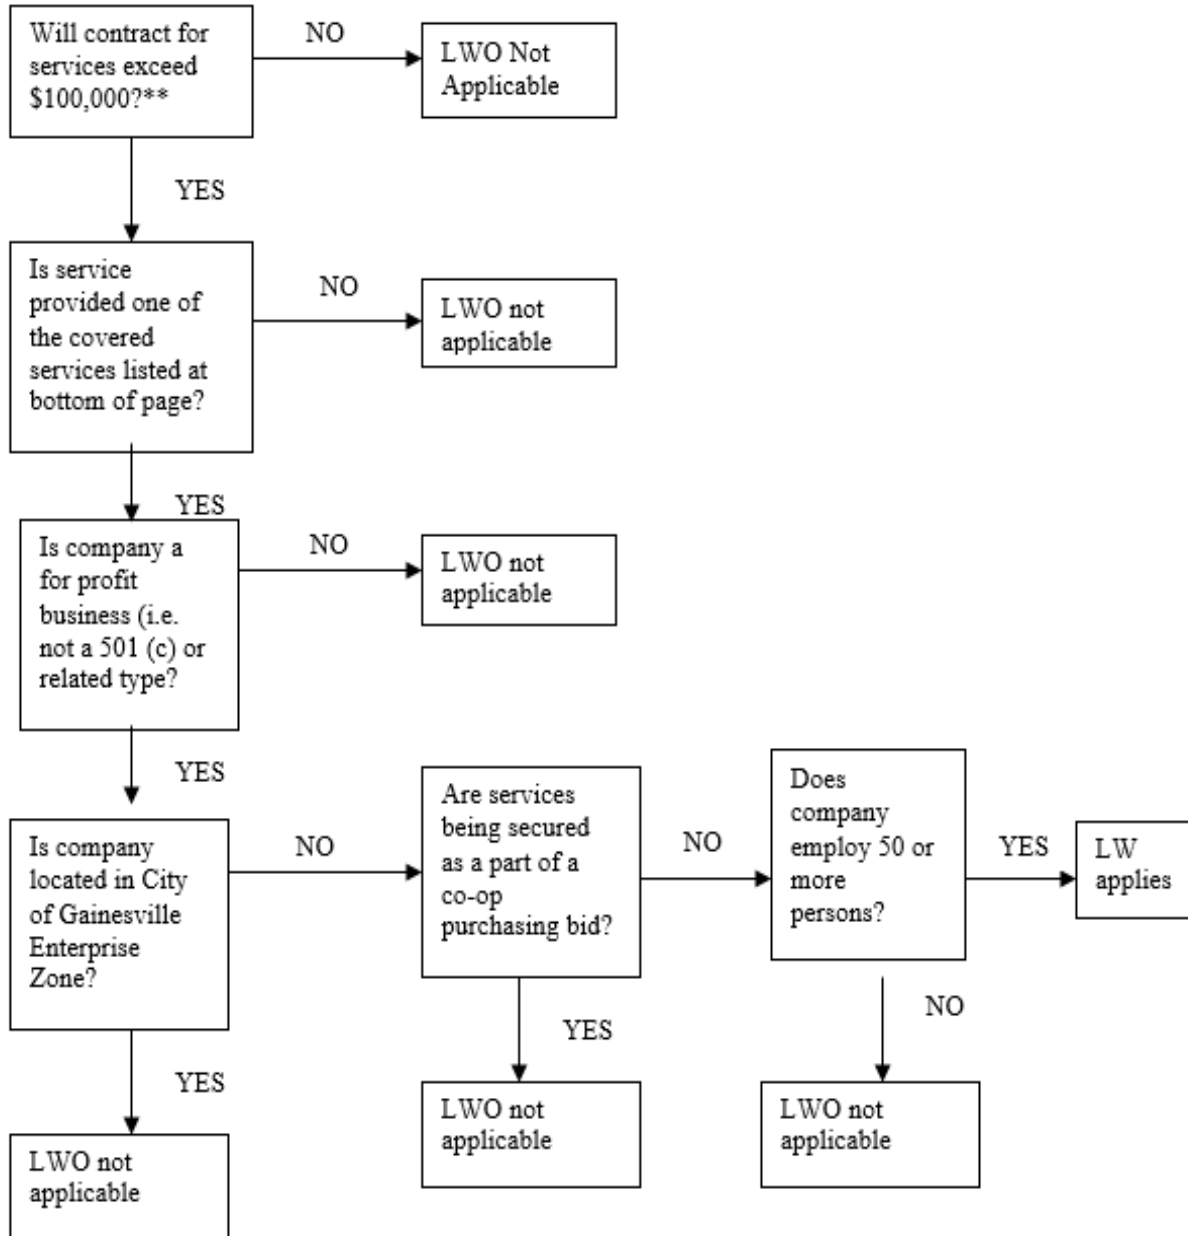 Will contract for
services exceed
$100,000?**
NO
LWO Not
Applicable
YES
Is service
provided one of
the covered
services listed at
bottom of page?
NO
LWO not
applicable
YES
Is company a
for profit
business (i.e.
not a 501 (c) or
related type?
NO
LWO not
applicable
YES
Is company
located in City
of Gainesville
Enterprise
Zone?
NO
Are services
being secured
as a part of a
co-op
purchasing bid?
NO
Does
company
employ 50 or
more
persons?
YES
LW
applies
YES
LWO not
applicable
YES
LWO not
applicable
NO
LWO not
applicable